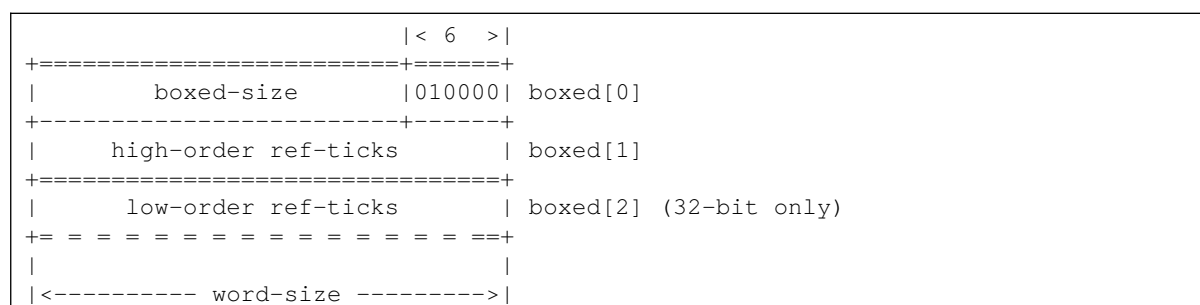 |< 6 >|
+=========================+======+
| boxed-size |010000| boxed[0]
+-------------------------+------+
| high-order ref-ticks | boxed[1]
+================================+
| low-order ref-ticks | boxed[2] (32-bit only)
+= = = = = = = = = = = = = = = ==+
| |
|<---------- word-size --------->|